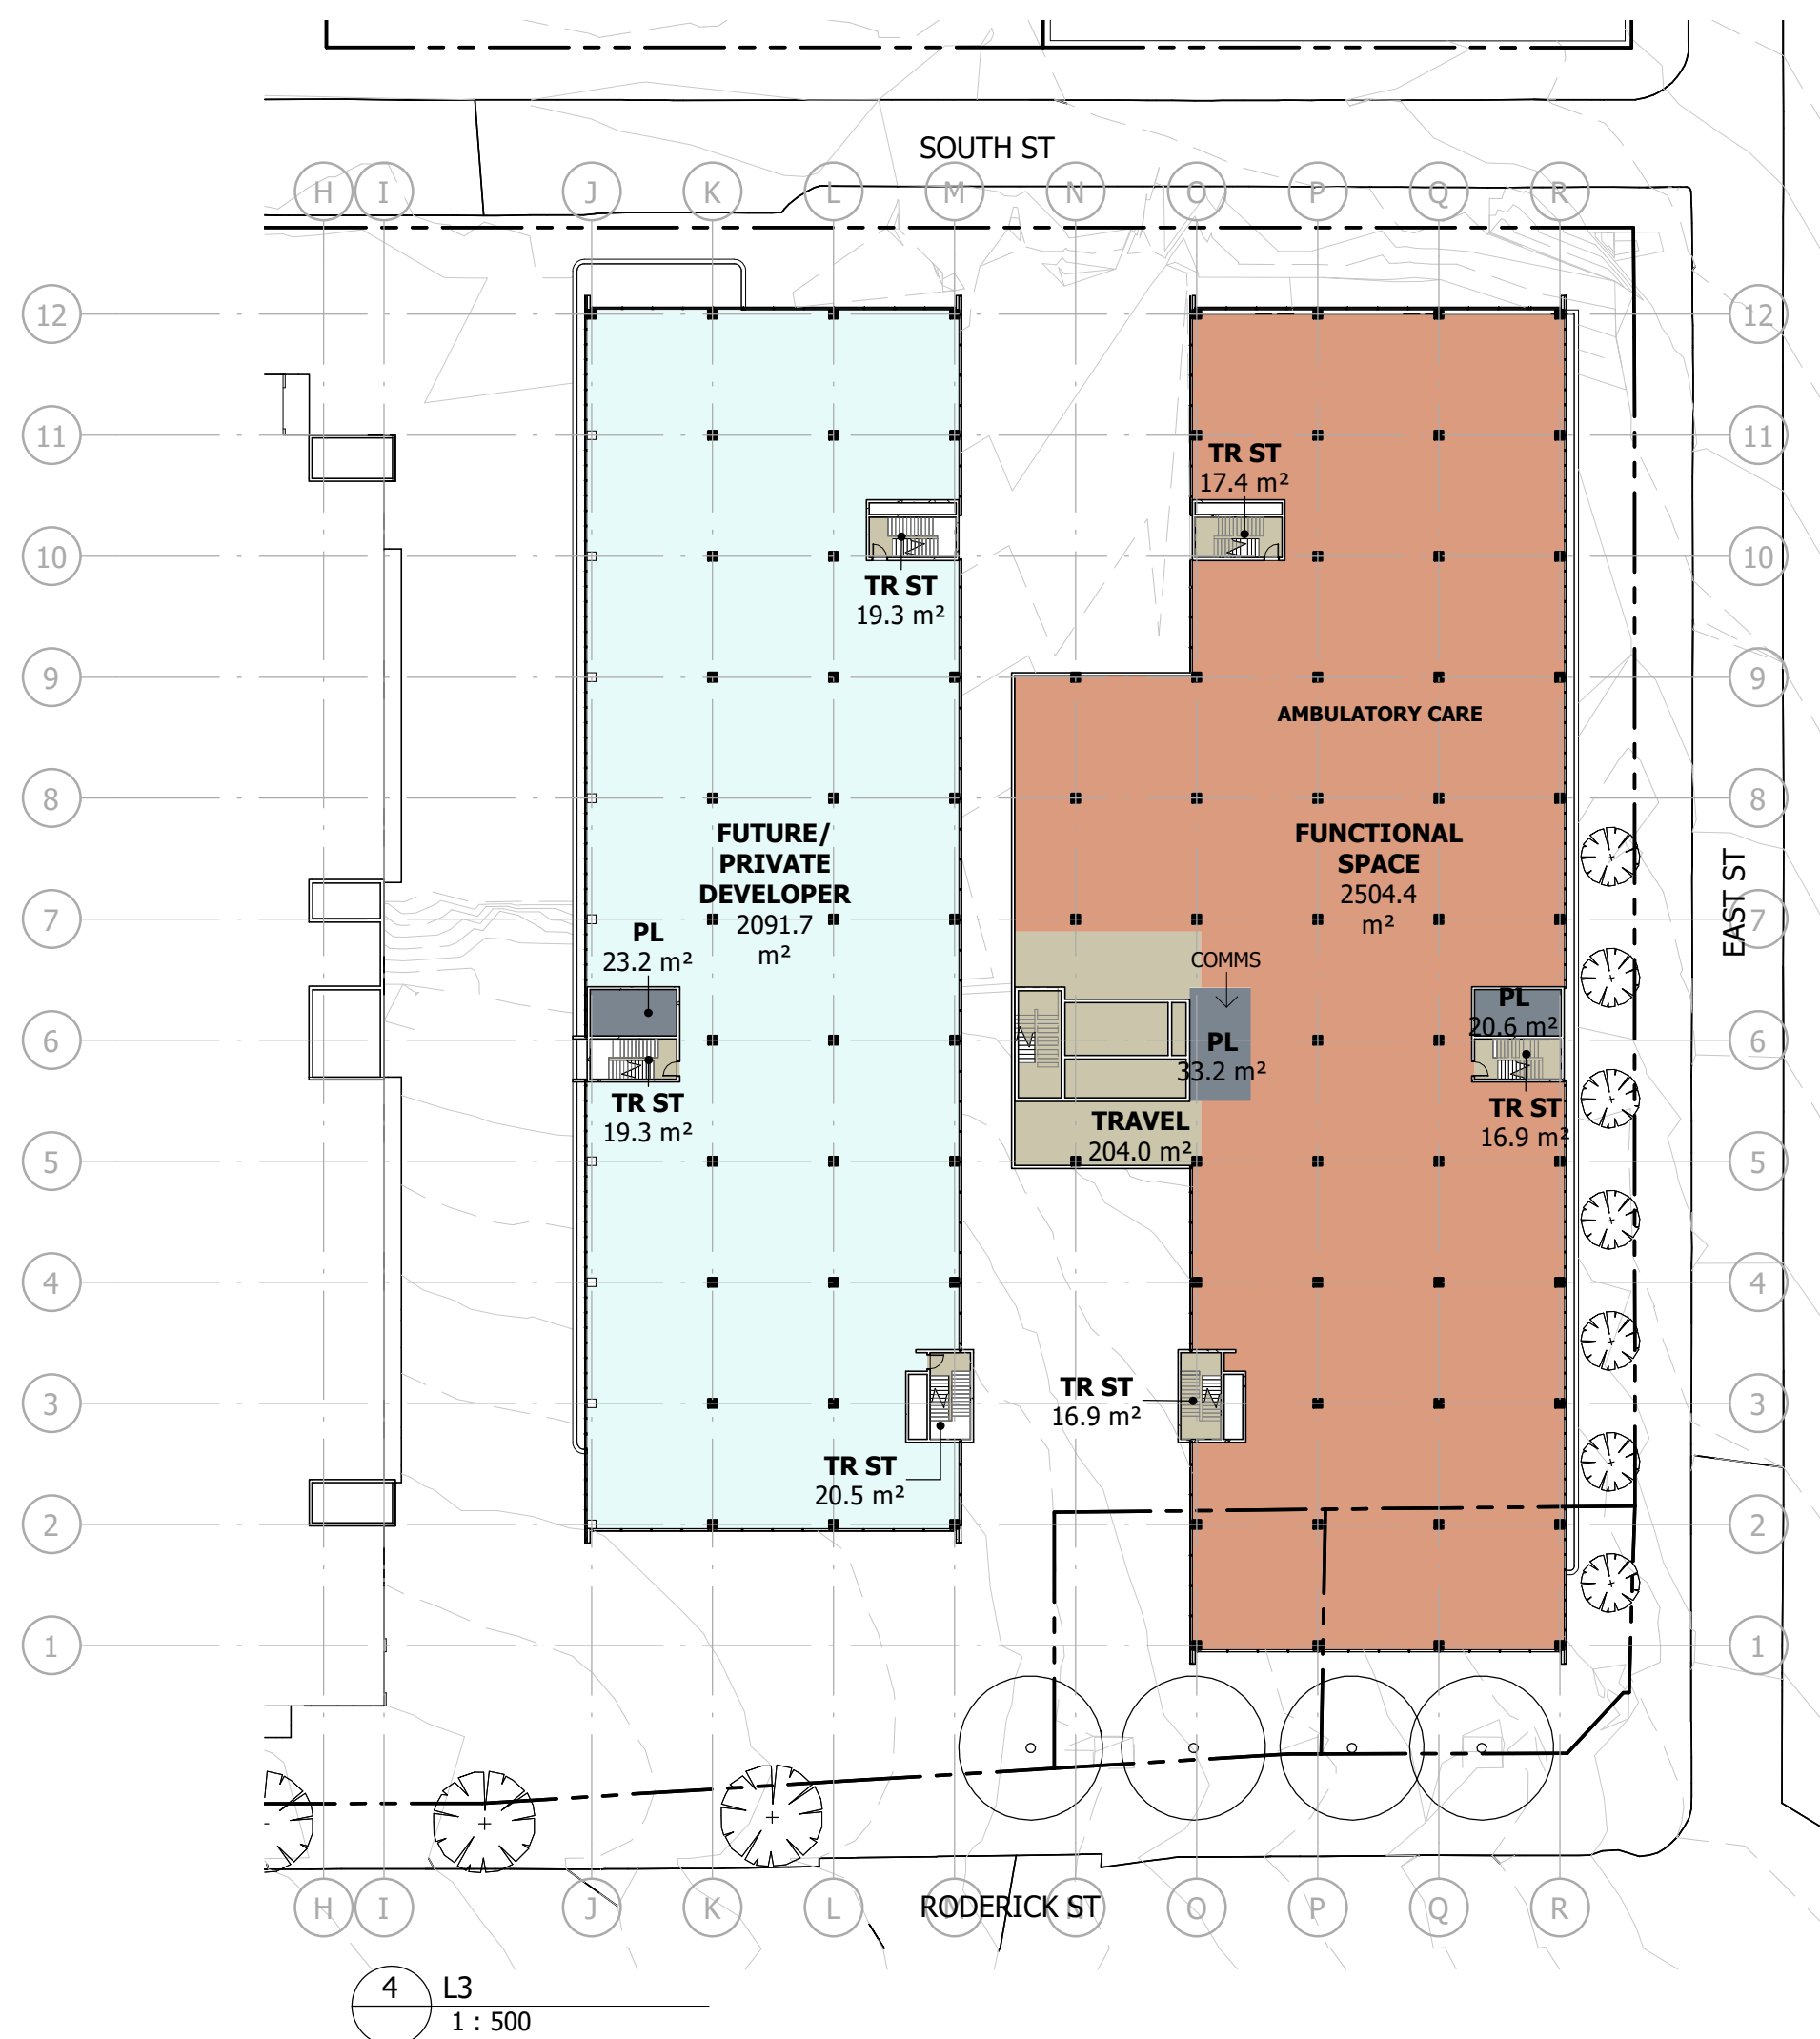 SOUTH ST
H I J K L M N O P Q R
12 12
11 11
TR ST
17.4 m²
10 10
TR ST
19.3 m²
9 9
AMBULATORY CARE
8 8
FUTURE/
PRIVATE
DEVELOPER
2091.7
m²
FUNCTIONAL
SPACE
2504.4
m²
EAST ST
7 7
PL
23.2 m²
COMMS
PL
20.6 m²
6 6
PL
33.2 m²
TR ST
19.3 m²
TRAVEL
204.0 m²
TR ST
16.9 m²
5 5
4 4
TR ST
16.9 m²
3 3
TR ST
20.5 m²
2 2
1 1
RODERICK ST
H I J K L M N O P Q R
4 L3
1 : 500